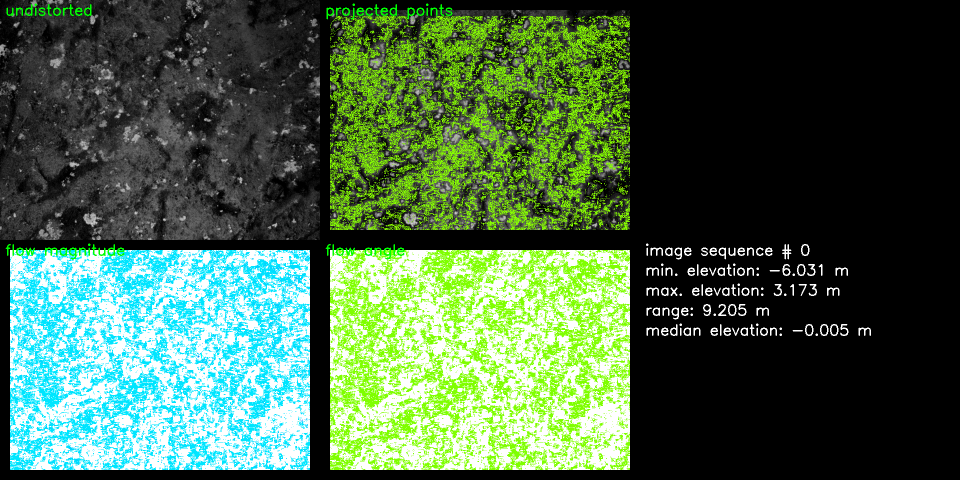 undistorted
projected points
flow magnitude
flow angle
image sequence # 0
min. elevation: −6.031 m
max. elevation: 3.173 m
range: 9.205 m
median elevation: −0.005 m